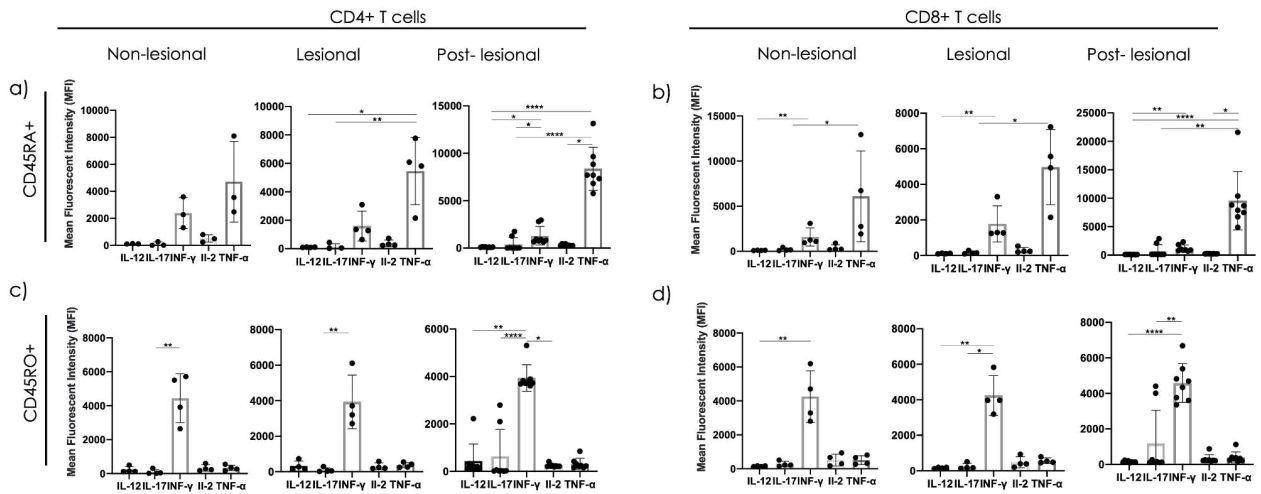 CD4+ T cells
CD8+ T cells
Non-lesional Lesional Post- lesional
Non-lesional Lesional Post- lesional
a)
CD45RA+
Mean Fluorescent Intensity (MFI)
10000
8000
6000
4000
2000
0
IL-12 IL-17 INF-γ Il-2 TNF-α
* **
10000
8000
6000
4000
2000
0
IL-12 IL-17 INF-γ Il-2 TNF-α
**** * * **** *
15000
10000
5000
0
IL-12 IL-17 INF-γ Il-2 TNF-α
b)
Mean Fluorescent Intensity (MFI)
** *
15000
10000
5000
0
IL-12 IL-17 INF-γ Il-2 TNF-α
** *
8000
6000
4000
2000
0
IL-12 IL-17 INF-γ Il-2 TNF-α
** * **** **
25000
20000
15000
10000
5000
0
IL-12 IL-17 INF-γ Il-2 TNF-α
c)
CD45RO+
Mean Fluorescent Intensity (MFI)
**
8000
6000
4000
2000
0
IL-12 IL-17 INF-γ Il-2 TNF-α
**
8000
6000
4000
2000
0
IL-12 IL-17 INF-γ Il-2 TNF-α
** **** *
6000
4000
2000
0
IL-12 IL-17 INF-γ Il-2 TNF-α
d)
Mean Fluorescent Intensity (MFI)
**
8000
6000
4000
2000
0
IL-12 IL-17 INF-γ Il-2 TNF-α
** *
8000
6000
4000
2000
0
IL-12 IL-17 INF-γ Il-2 TNF-α
** ****
10000
8000
6000
4000
2000
0
IL-12 IL-17 INF-γ Il-2 TNF-α